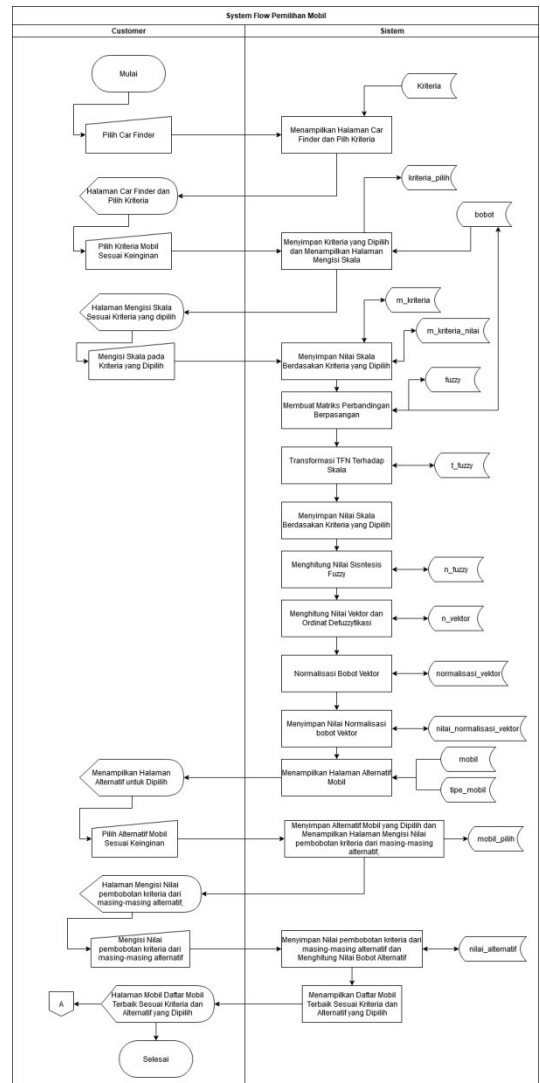 System Flow Pemilihan Mobil
Customer
Sistem
Mulai
Kriteria
Pilih Car Finder
Menampilkan Halaman Car
Finder dan Pilih Kriteria
Halaman Car Finder dan
Pilih Kriteria
kriteria_pilih
bobot
Pilih Kriteria Mobil
Sesuai Keinginan
Menyimpan Kriteria yang Dipilih
dan Menampilkan Halaman
Mengisi Skala
Halaman Mengisi Skala
Sesuai Kriteria yang dipilih
m_kriteria
m_kriteria_nilai
Mengisi Skala pada
Kriteria yang Dipilih
Menyimpan Nilai Skala
Berdasakan Kriteria yang Dipilih
fuzzy
Membuat Matriks Perbandingan
Berpasangan
Transformasi TFN Terhadap
Skala
t_fuzzy
Menyimpan Nilai Skala
Berdasakan Kriteria yang Dipilih
Menghitung Nilai Sisntesis
Fuzzy
n_fuzzy
Menghitung Nilai Vektor dan
Ordinat Defuzzyfikasi
n_vektor
Normalisasi Bobot Vektor
normalisasi_vektor
Menyimpan Nilai Normalisasi
bobot Vektor
nilai_normalisasi_vektor
Menampilkan Halaman
Alternatif untuk Dipilih
Menampilkan Halaman Alternatif
Mobil
mobil
tipe_mobil
Pilih Alternatif Mobil
Sesuai Keinginan
Menyimpan Alternatif Mobil yang Dipilih dan
Menampilkan Halaman Mengisi Nilai
pembobotan kriteria dari masing-masing
alternatif,
mobil_pilih
Halaman Mengisi Nilai
pembobotan kriteria dari
masing-masing alternatif,
Mengisi Nilai
pembobotan kriteria dari
masing-masing alternatif
Menyimpan Nilai pembobotan kriteria dari
masing-masing alternatif dan
Menghitung Nilai Bobot Alternatif
nilai_alternatif
A
Halaman Mobil Daftar Mobil
Terbaik Sesuai Kriteria dan
Alternatif yang Dipilih
Menampilkan Daftar Mobil
Terbaik Sesuai Kriteria dan
Alternatif yang Dipilih
Selesai